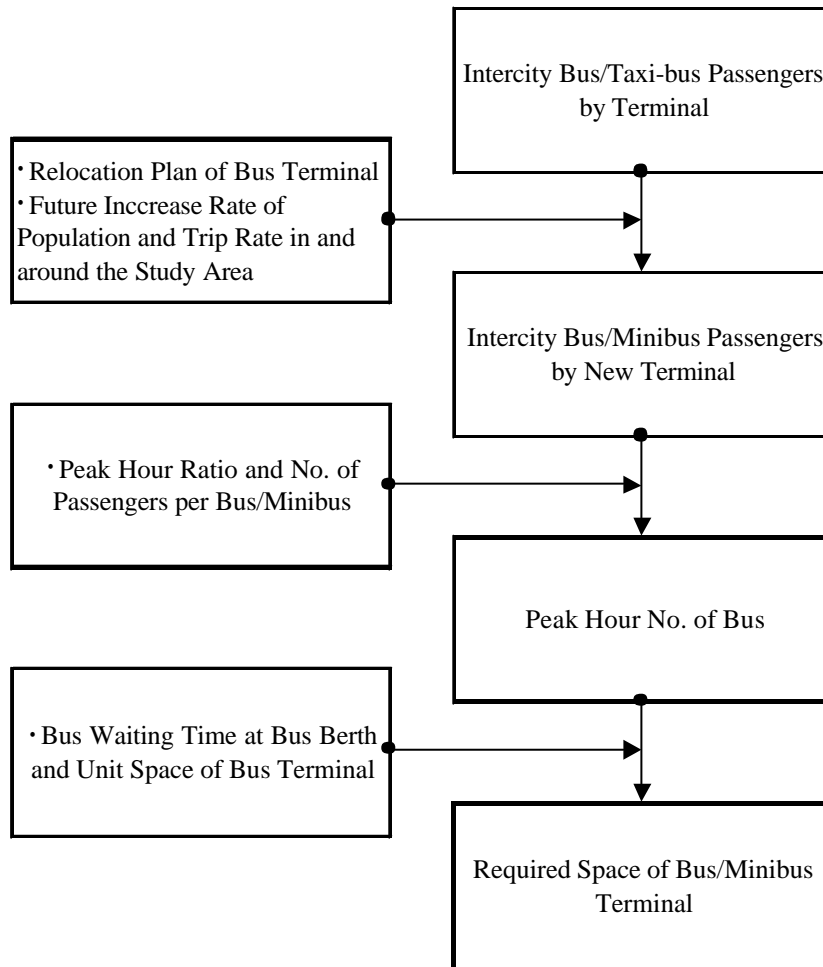 Intercity Bus/Taxi-bus Passengers
by Terminal
・Relocation Plan of Bus Terminal
・Future Inccrease Rate of
Population and Trip Rate in and
around the Study Area
Intercity Bus/Minibus Passengers
by New Terminal
・Peak Hour Ratio and No. of
Passengers per Bus/Minibus
Peak Hour No. of Bus
・Bus Waiting Time at Bus Berth
and Unit Space of Bus Terminal
Required Space of Bus/Minibus
Terminal